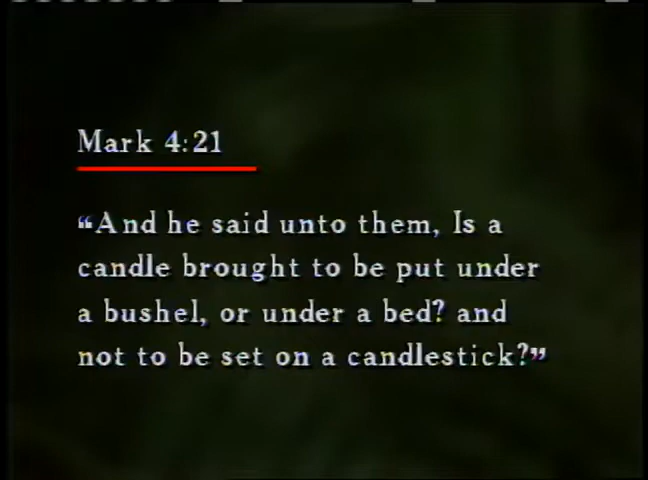 Mark 4:21
“And he said unto them, Is a
candle brought to be put under
a bushel, or under a bed? and
not to be set on a candlestick?”